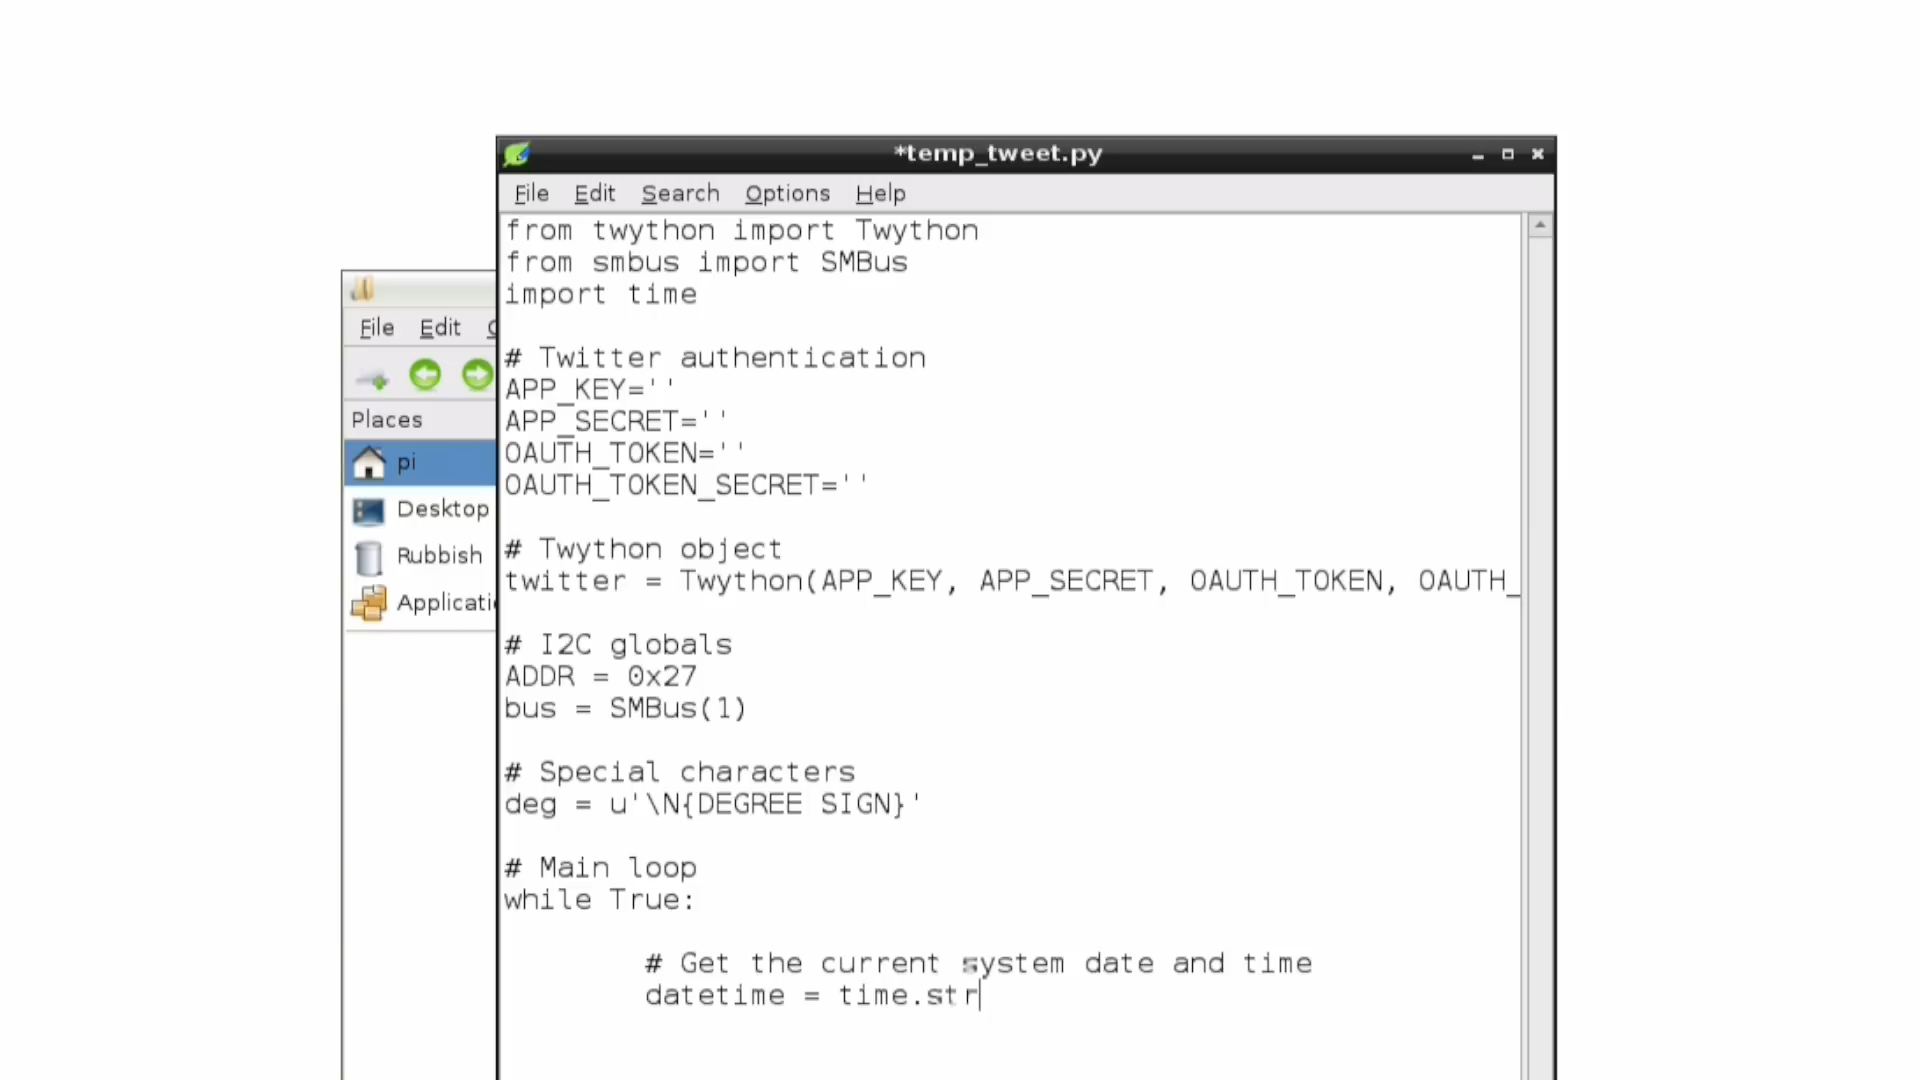 *temp_tweet.py
File Edit Search Options Help
from twython import Twython
from smbus import SMBus
import time
# Twitter authentication
APP_KEY=''
APP_SECRET=''
OAUTH_TOKEN=''
OAUTH_TOKEN_SECRET=''
# Twython object
twitter = Twython(APP_KEY, APP_SECRET, OAUTH_TOKEN, OAUTH_
# I2C globals
ADDR = 0x27
bus = SMBus(1)
# Special characters
deg = u'\N{DEGREE SIGN}'
# Main loop
while True:
# Get the current system date and time
datetime = time.str
File Edit
Places
pi
Desktop
Rubbish
Applicati